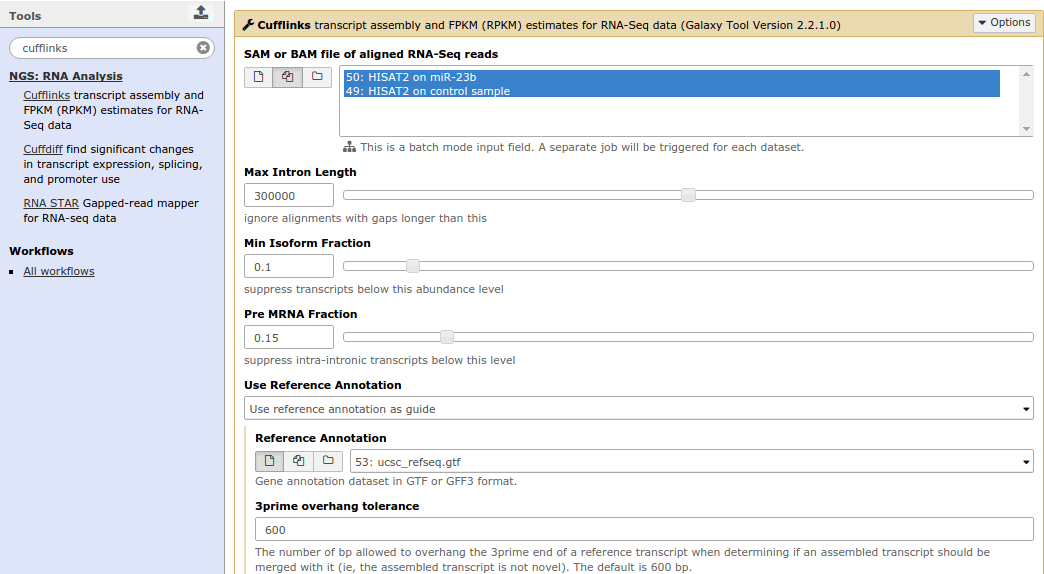 Tools
cufflinks
NGS: RNA Analysis
Cufflinks transcript assembly and
FPKM (RPKM) estimates for RNA-
Seq data
Cuffdiff find significant changes
in transcript expression, splicing,
and promoter use
RNA STAR Gapped-read mapper
for RNA-seq data
Workflows
All workflows
Cufflinks transcript assembly and FPKM (RPKM) estimates for RNA-Seq data (Galaxy Tool Version 2.2.1.0)
Options
SAM or BAM file of aligned RNA-Seq reads
50: HISAT2 on miR-23b
49: HISAT2 on control sample
This is a batch mode input field. A separate job will be triggered for each dataset.
Max Intron Length
300000
ignore alignments with gaps longer than this
Min Isoform Fraction
0.1
suppress transcripts below this abundance level
Pre MRNA Fraction
0.15
suppress intra-intronic transcripts below this level
Use Reference Annotation
Use reference annotation as guide
Reference Annotation
53: ucsc_refseq.gtf
Gene annotation dataset in GTF or GFF3 format.
3prime overhang tolerance
600
The number of bp allowed to overhang the 3prime end of a reference transcript when determining if an assembled transcript should be
merged with it (ie, the assembled transcript is not novel). The default is 600 bp.